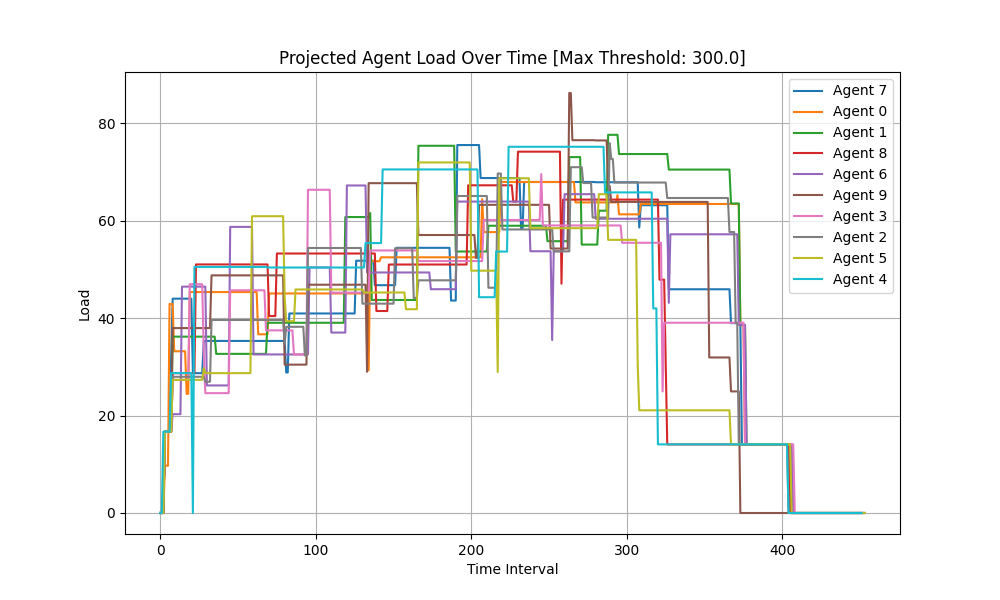 Projected Agent Load Over Time [Max Threshold: 300.0]
Load
80
60
40
20
0
0 100 200 300 400
Time Interval
Agent 7
Agent 0
Agent 1
Agent 8
Agent 6
Agent 9
Agent 3
Agent 2
Agent 5
Agent 4